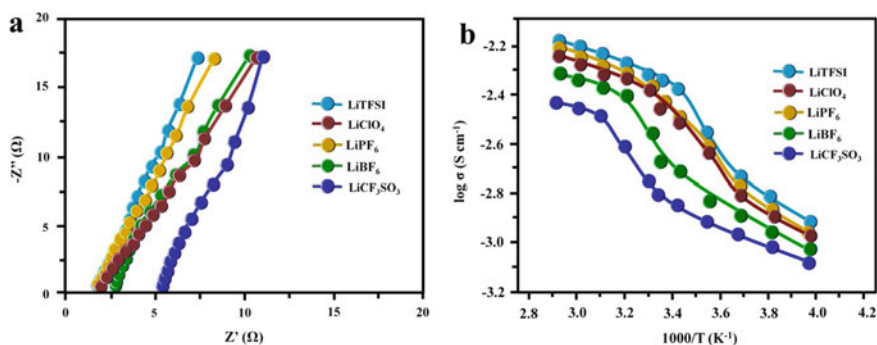 a
-Z'' (Ω)
20
15
10
5
0
LiTFSI
LiClO₄
LiPF₆
LiBF₆
LiCF₃SO₃
0 5 10 15 20
Z' (Ω)
b
log σ (S cm⁻¹)
-2.2
-2.4
-2.6
-2.8
-3.0
-3.2
LiTFSI
LiClO₄
LiPF₆
LiBF₆
LiCF₃SO₃
2.8 3.0 3.2 3.4 3.6 3.8 4.0 4.2
1000/T (K⁻¹)